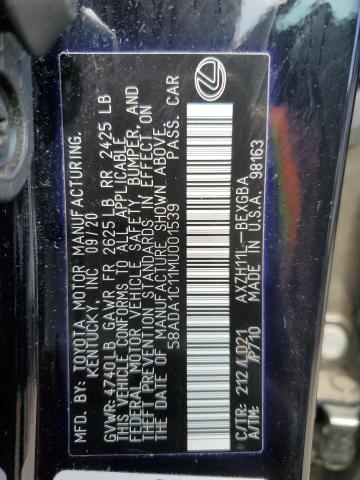 MFD. BY: TOYOTA MOTOR MANUFACTURING,
KENTUCKY, INC 09/20
GVWR: 4740LB GAWR FR 2625LB RR 2425 LB
THIS VEHICLE CONFORMS TO ALL APPLICABLE
FEDERAL MOTOR VEHICLE SAFETY, BUMPER, AND
THEFT PREVENTION STANDARDS IN EFFECT ON
THE DATE OF MANUFACTURE SHOWN ABOVE.
58ADA1C11MU001539 PASS. CAR
C/TR: 212/LD21 AXZH11L-BEXGBA
A/TM: /P710 MADE IN U.S.A. 98163